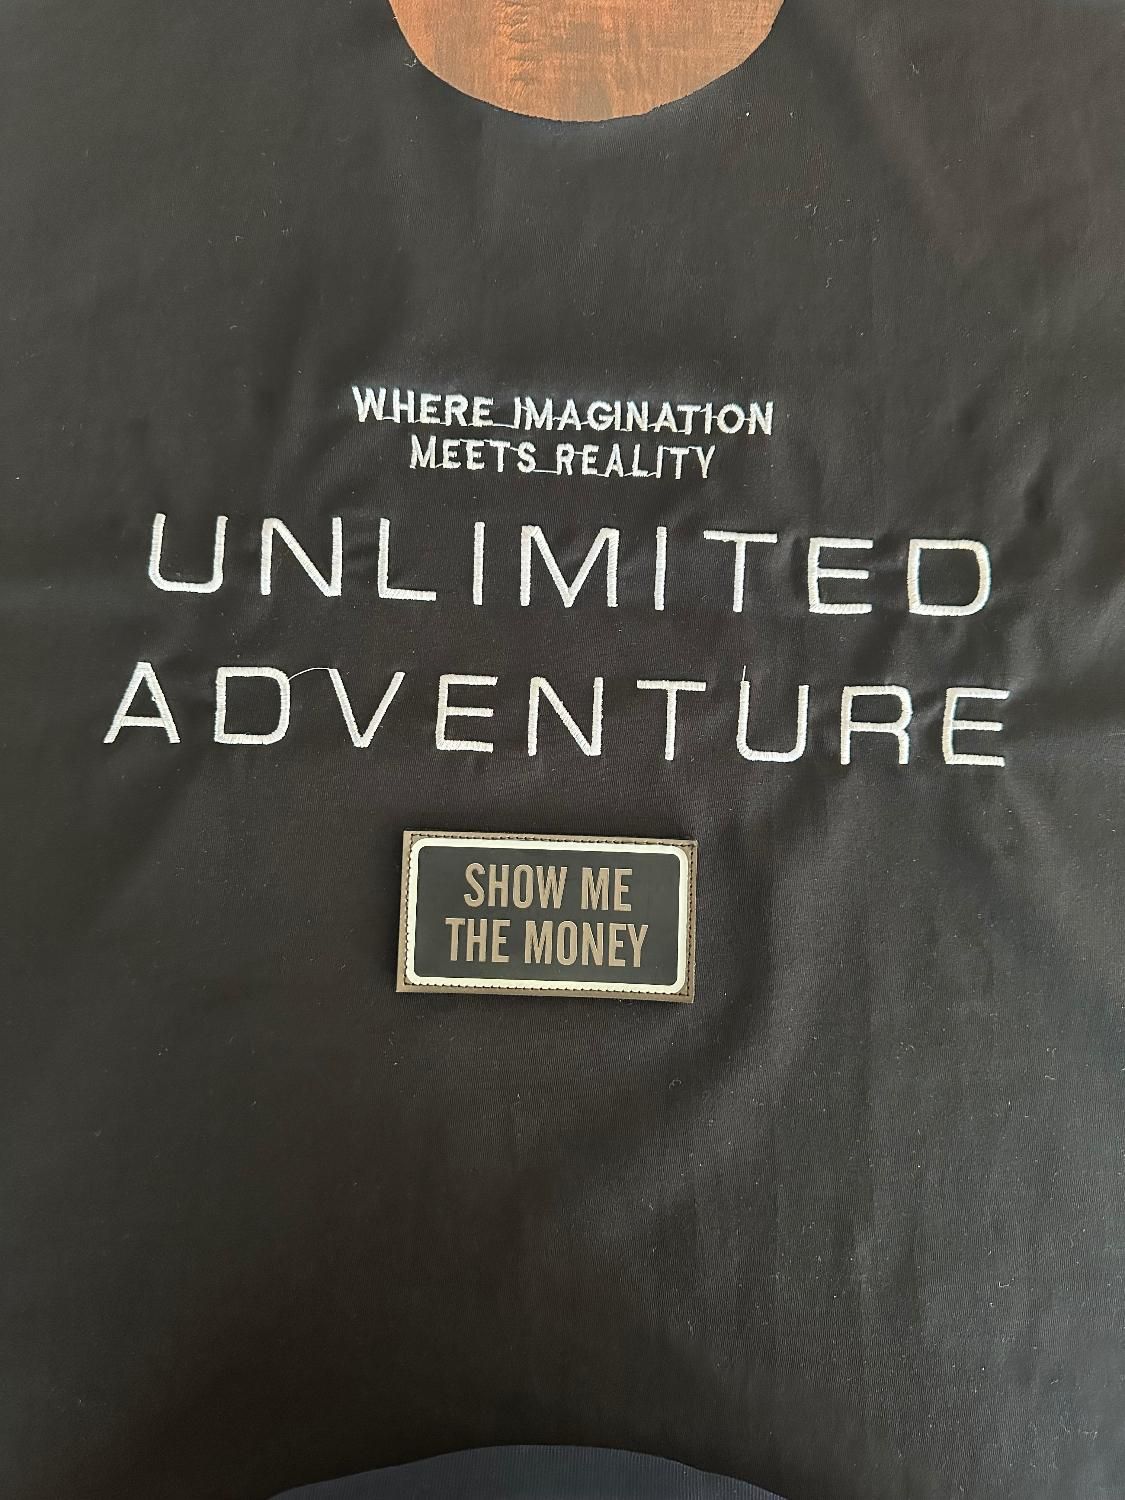 WHERE IMAGINATION
MEETS REALITY
UNLIMITED
ADVENTURE
SHOW ME
THE MONEY